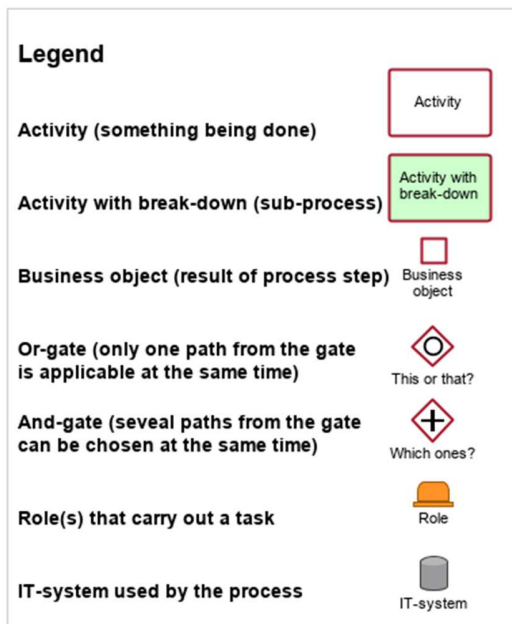 Legend
Activity
Activity (something being done)
Activity with
break-down
Activity with break-down (sub-process)
Business object (result of process step)
Business
object
Or-gate (only one path from the gate
is applicable at the same time)
This or that?
And-gate (seveal paths from the gate
can be chosen at the same time)
Which ones?
Role(s) that carry out a task
Role
IT-system used by the process
IT-system